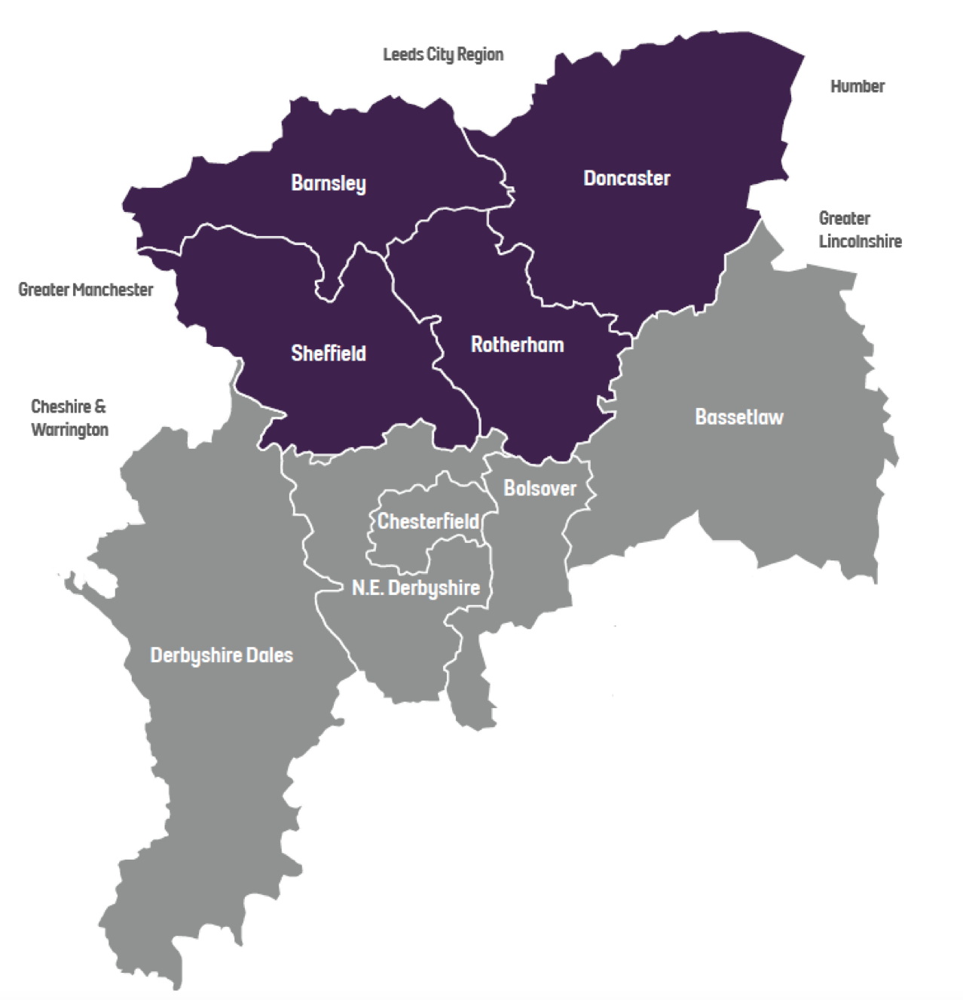 Leeds City Region
Humber
Barnsley
Doncaster
Greater
Lincolnshire
Greater Manchester
Sheffield
Rotherham
Cheshire &
Warrington
Bassetlaw
Bolsover
Chesterfield
N.E. Derbyshire
Derbyshire Dales